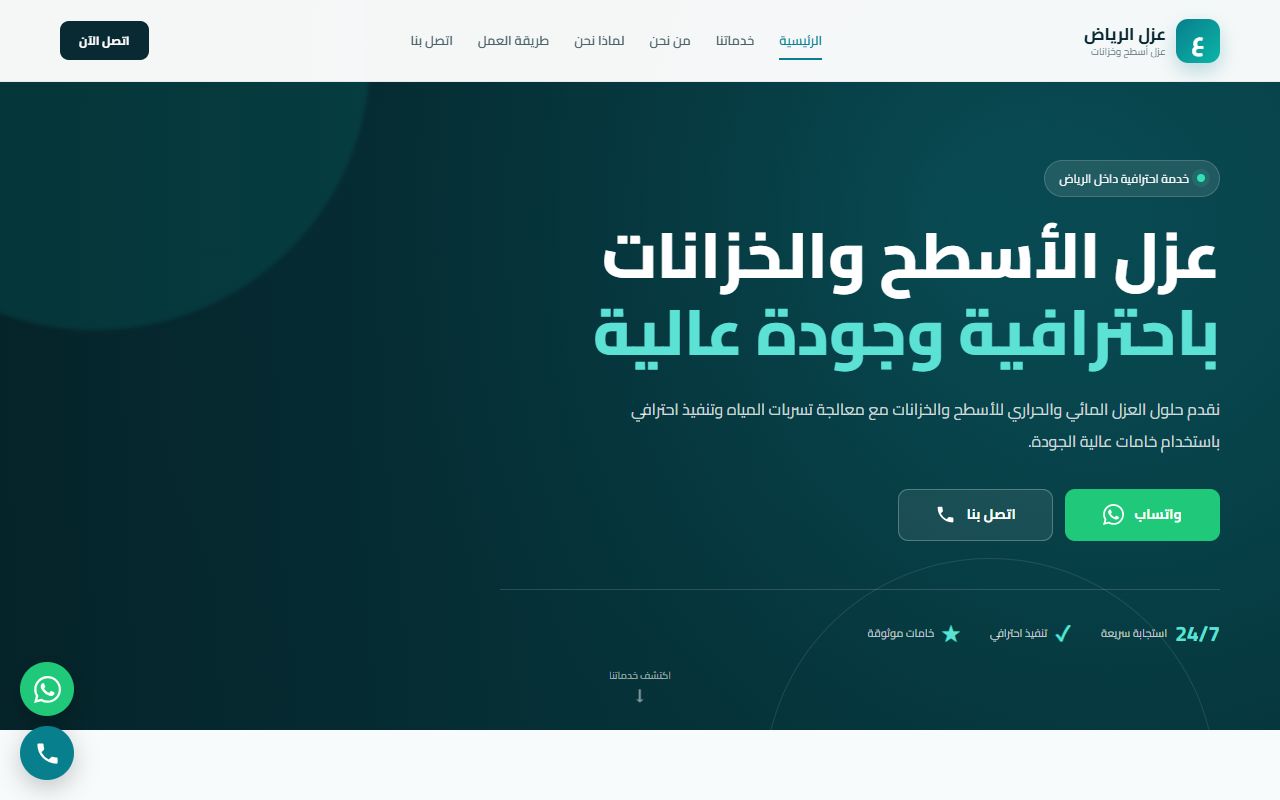 ع
عزل الرياض
عزل أسطح وخزانات
الرئيسية
خدماتنا
من نحن
لماذا نحن
طريقة العمل
اتصل بنا
اتصل الآن
خدمة احترافية داخل الرياض
عزل الأسطح والخزانات
باحترافية وجودة عالية
نقدم حلول العزل المائي والحراري للأسطح والخزانات مع معالجة تسربات المياه وتنفيذ احترافي
باستخدام خامات عالية الجودة.
واتساب
اتصل بنا
24/7 استجابة سريعة
✓ تنفيذ احترافي
★ خامات موثوقة
اكتشف خدماتنا
↓